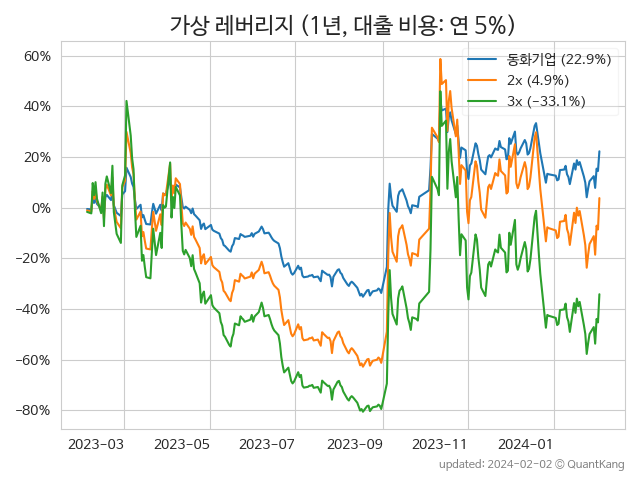 가상 레버리지 (1년, 대출 비용: 연 5%)
60%
40%
20%
0%
−20%
−40%
−60%
−80%
동화기업 (22.9%)
2x (4.9%)
3x (−33.1%)
2023-03
2023-05
2023-07
2023-09
2023-11
2024-01
updated: 2024-02-02 © QuantKang